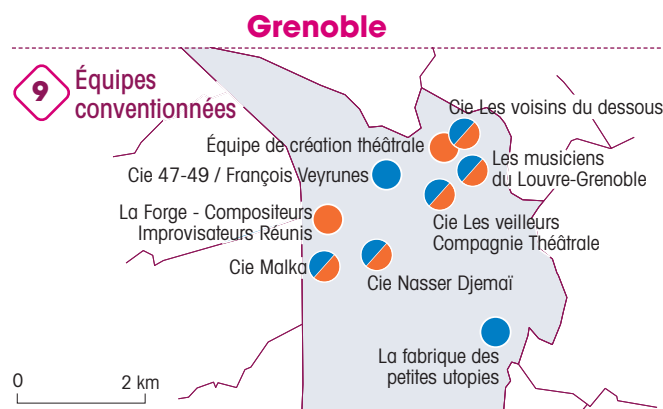 Grenoble
9
Équipes
conventionnées
Cie Les voisins du dessous
Équipe de création théâtrale
Les musiciens
du Louvre-Grenoble
Cie 47-49 / François Veyrunes
La Forge - Compositeurs
Improvisateurs Réunis
Cie Les veilleurs
Compagnie Théâtrale
Cie Malka
Cie Nasser Djemaï
La fabrique des
petites utopies
0 2 km